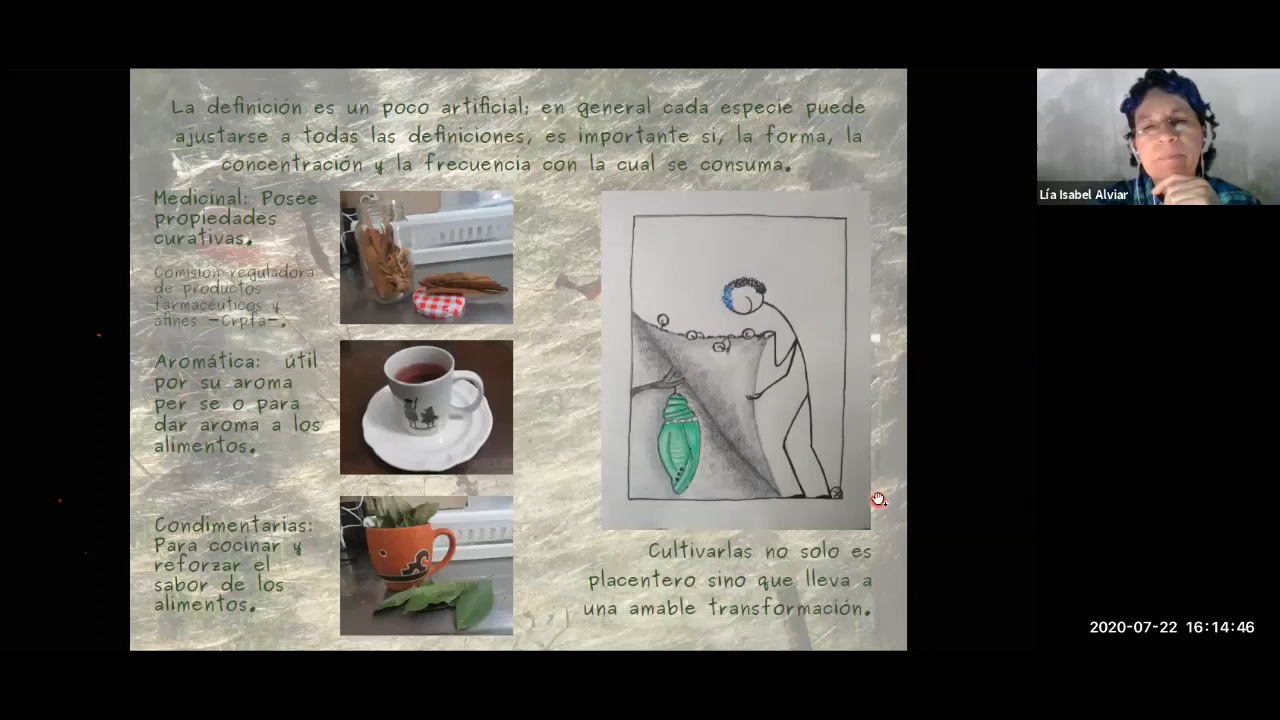 La definición es un poco artificial; en general cada especie puede
ajustarse a todas las definiciones, es importante si, la forma, la
concentración y la frecuencia con la cual se consuma.
Medicinal: Posee
propiedades
curativas.
Comisión reguladora
de productos
farmacéuticos y
afines -Crpfa-.
Aromática: útil
por su aroma
per se o para
dar aroma a los
alimentos.
Condimentarias:
Para cocinar y
reforzar el
sabor de los
alimentos.
Cultivarlas no solo es
placentero sino que lleva a
una amable transformación.
Lía Isabel Alviar
2020-07-22 16:14:46